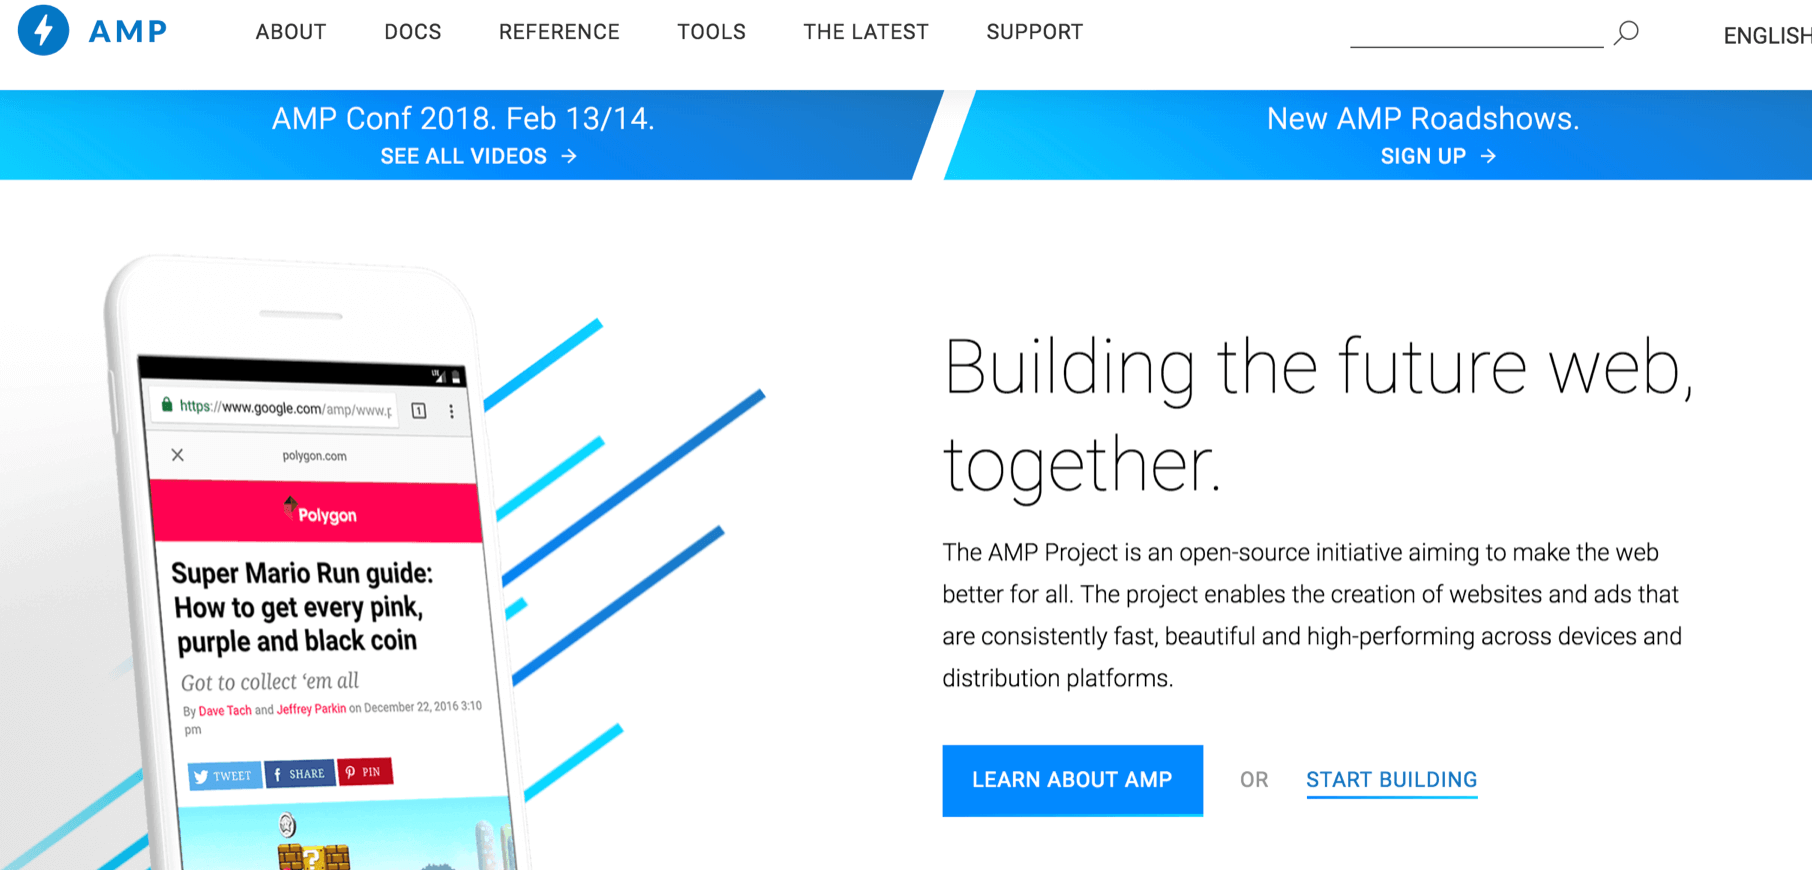 AMP
ABOUT
DOCS
REFERENCE
TOOLS
THE LATEST
SUPPORT
ENGLISH
AMP Conf 2018. Feb 13/14.
SEE ALL VIDEOS →
New AMP Roadshows.
SIGN UP →
LTE
https://www.google.com/amp/www.p
1
polygon.com
Polygon
Super Mario Run guide:
How to get every pink,
purple and black coin
Got to collect ‘em all
By Dave Tach and Jeffrey Parkin on December 22, 2016 3:10
pm
TWEET
SHARE
PIN
?
Building the future web,
together.
The AMP Project is an open-source initiative aiming to make the web
better for all. The project enables the creation of websites and ads that
are consistently fast, beautiful and high-performing across devices and
distribution platforms.
LEARN ABOUT AMP
OR
START BUILDING